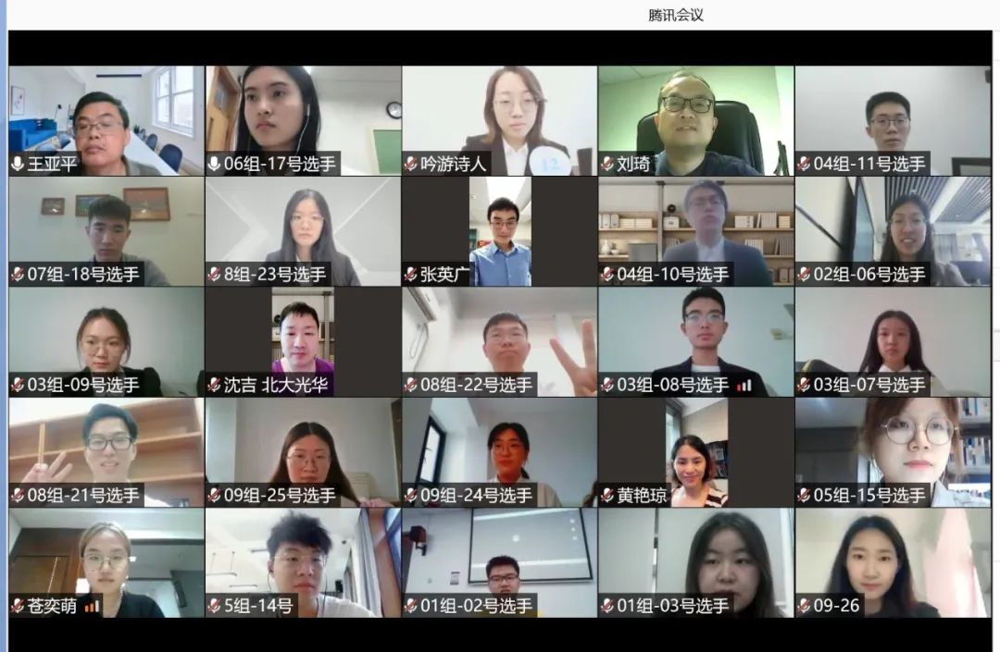 腾讯会议
王亚平
06组-17号选手
吟游诗人
刘琦
04组-11号选手
07组-18号选手
8组-23号选手
张英广
04组-10号选手
02组-06号选手
03组-09号选手
沈吉 北大光华
08组-22号选手
03组-08号选手
03组-07号选手
08组-21号选手
09组-25号选手
09组-24号选手
黄艳琼
05组-15号选手
苍奕萌
5组-14号
01组-02号选手
01组-03号选手
09-26
12